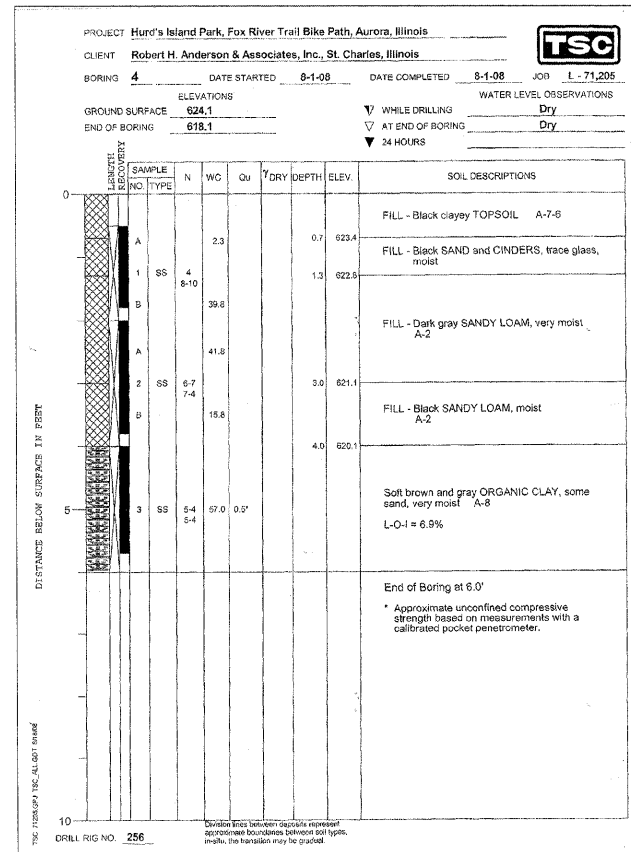 PROJECT Hurd's Island Park, Fox River Trail Bike Path, Aurora, Illinois
TSC
CLIENT Robert H. Anderson & Associates, Inc., St. Charles, Illinois
BORING 4 DATE STARTED 8-1-08 DATE COMPLETED 8-1-08 JOB L - 71,205
ELEVATIONS WATER LEVEL OBSERVATIONS
GROUND SURFACE 624.1 WHILE DRILLING Dry
END OF BORING 618.1 AT END OF BORING Dry
24 HOURS
LENGTH RECOVERY SAMPLE NO. TYPE N WC Qu γDRY DEPTH ELEV. SOIL DESCRIPTIONS
0
FILL - Black clayey TOPSOIL A-7-6
A 2.3 0.7 623.4
FILL - Black SAND and CINDERS, trace glass, moist
1 SS 4 8-10 1.3 622.8
B 39.8
FILL - Dark gray SANDY LOAM, very moist
A-2
A 41.8
2 SS 6-7 7-4 3.0 621.1
FILL - Black SANDY LOAM, moist
A-2
B 15.8
4.0 620.1
Soft brown and gray ORGANIC CLAY, some
sand, very moist A-8
5 3 SS 5-4 5-4 57.0 0.5*
L-O-I = 6.9%
End of Boring at 6.0'
* Approximate unconfined compressive
strength based on measurements with a
calibrated pocket penetrometer.
DISTANCE BELOW SURFACE IN FEET
10
DRILL RIG NO. 256
Division lines between deposits represent
approximate boundaries between soil types,
in-situ, the transition may be gradual.